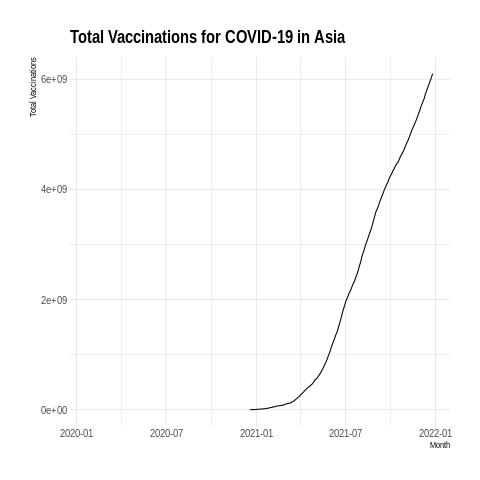 Total Vaccinations for COVID-19 in Asia
Total Vaccinations
6e+09
4e+09
2e+09
0e+00
2020-01 2020-07 2021-01 2021-07 2022-01
Month